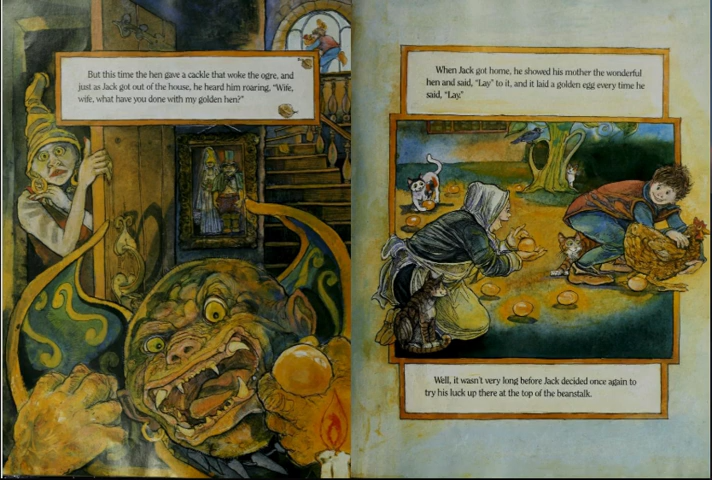 But this time the hen gave a cackle that woke the ogre, and
just as Jack got out of the house, he heard him roaring, "Wife,
wife, what have you done with my golden hen?"
When Jack got home, he showed his mother the wonderful
hen and said, "Lay" to it, and it laid a golden egg every time he
said, "Lay."
Well, it wasn't very long before Jack decided once again to
try his luck up there at the top of the beanstalk.